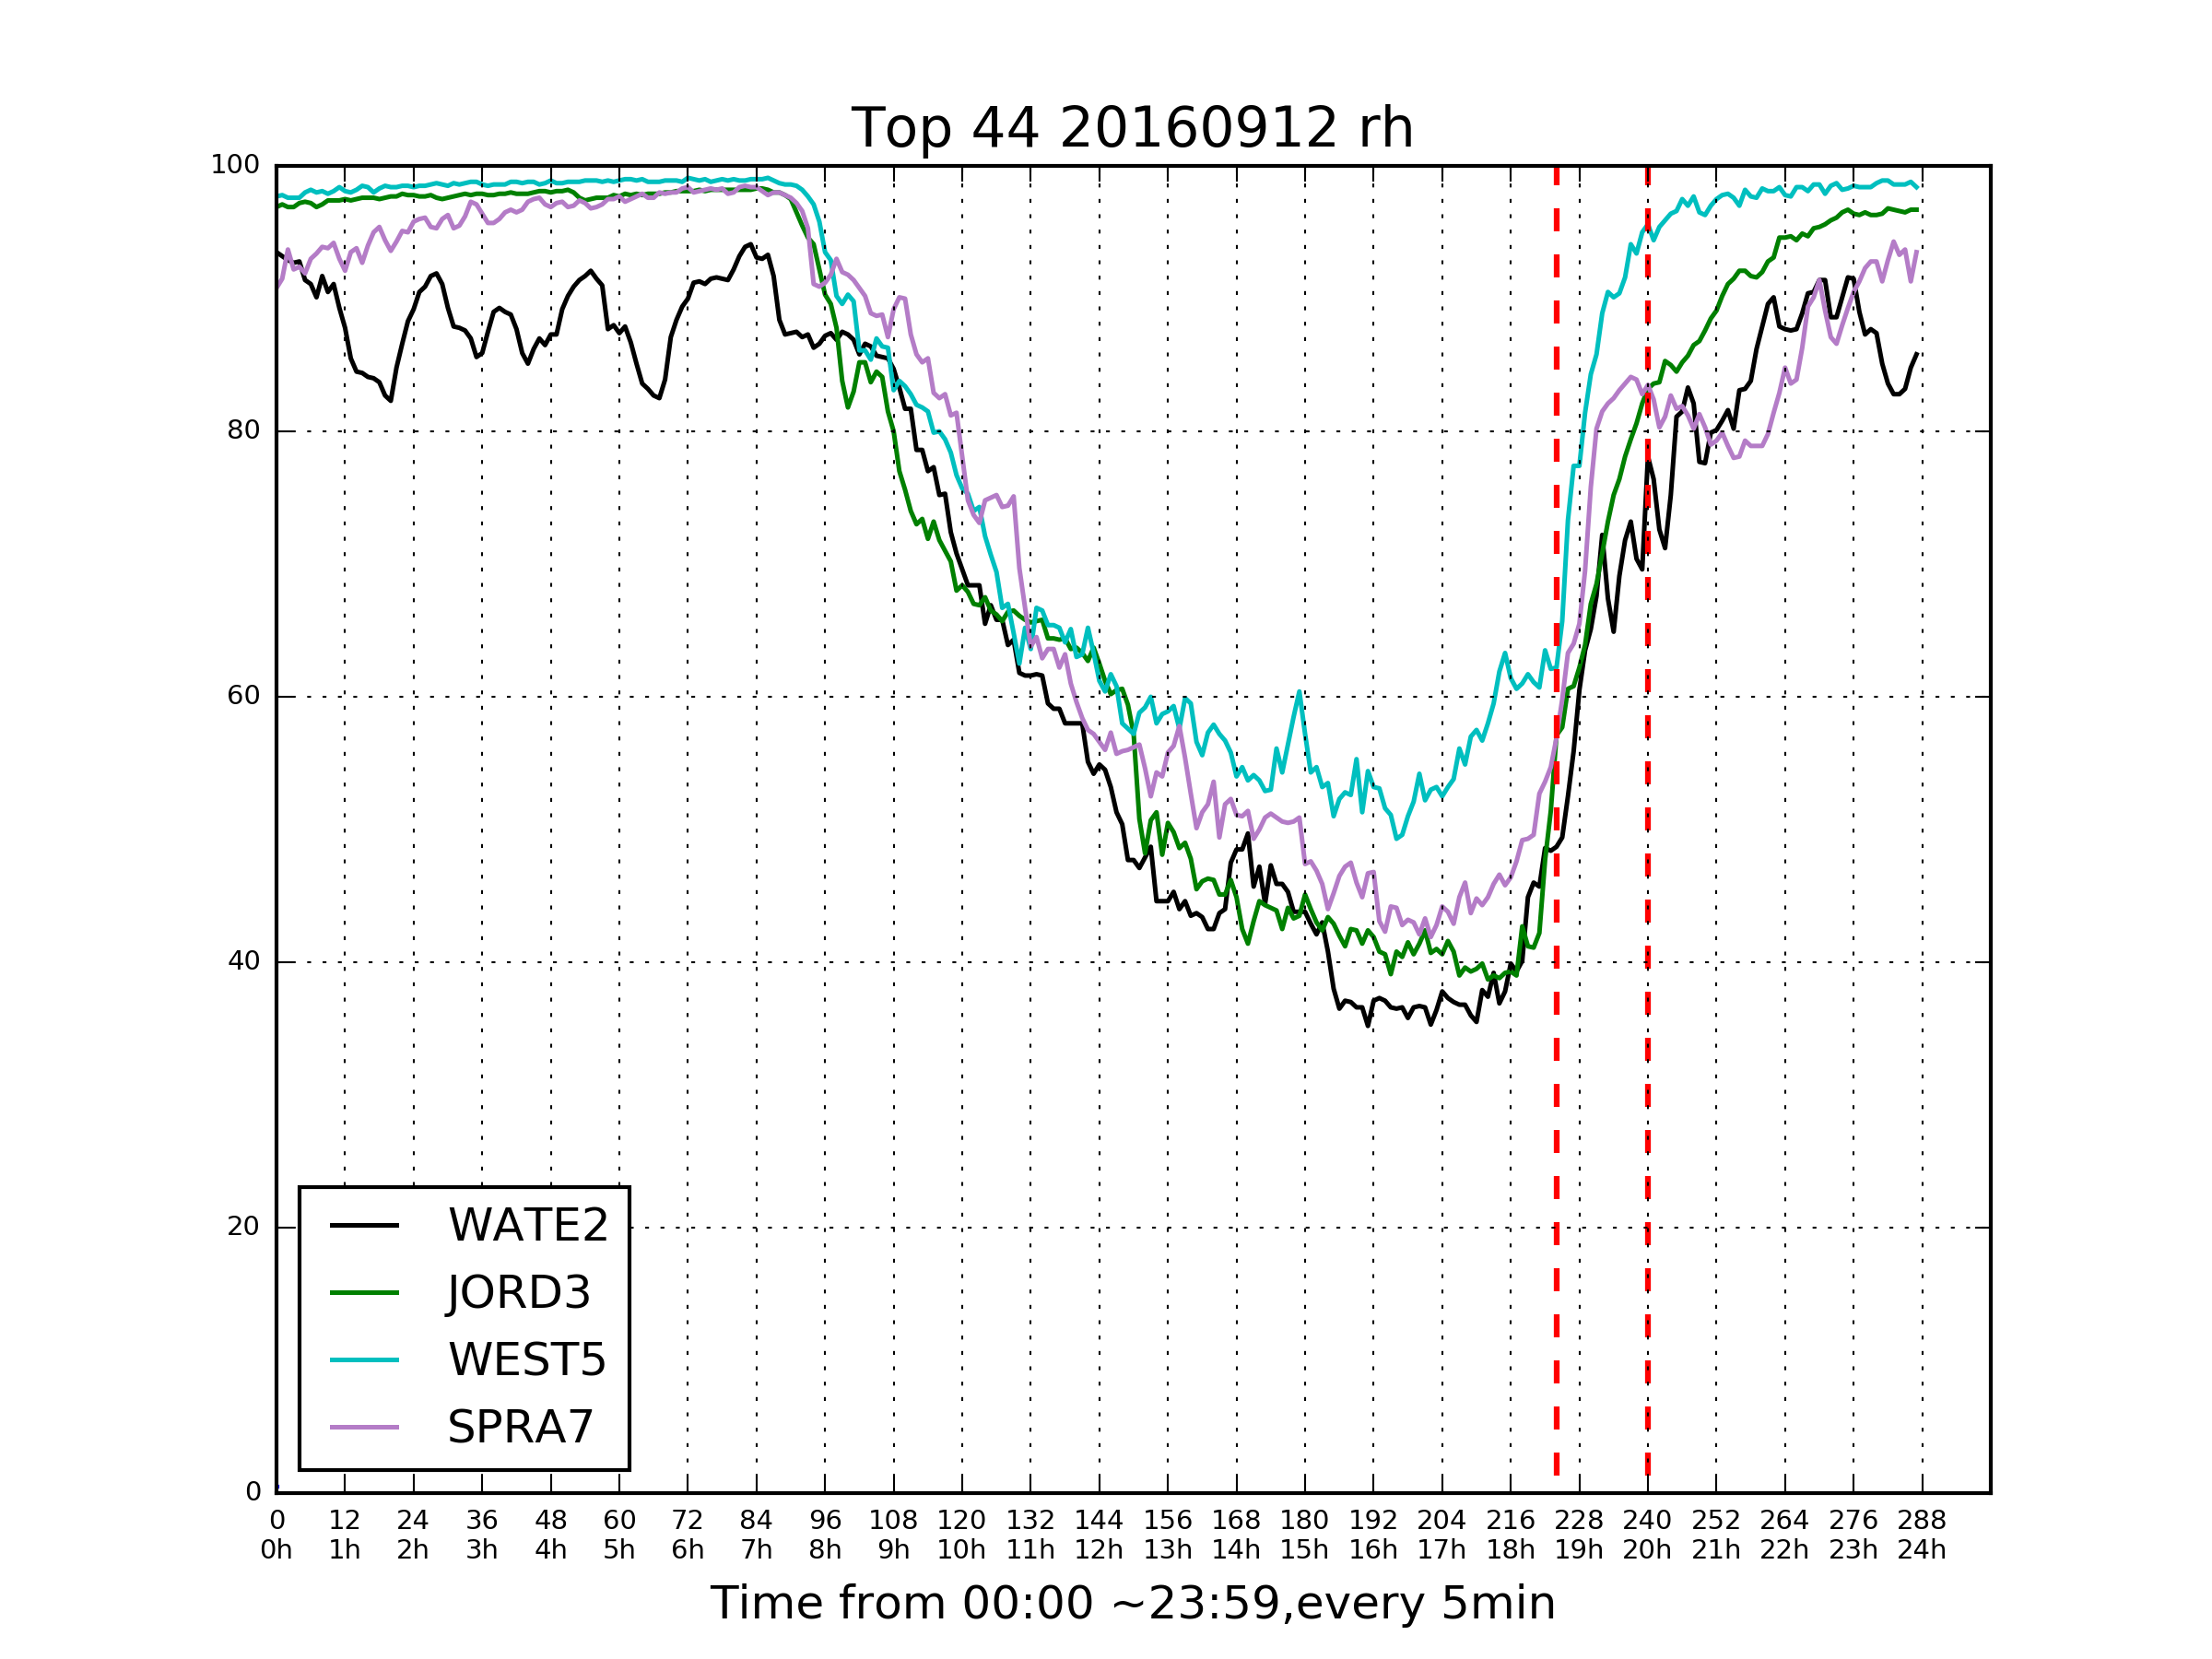 Top 44 20160912 rh
100
80
60
40
20
0
WATE2
JORD3
WEST5
SPRA7
0 12 24 36 48 60 72 84 96 108 120 132 144 156 168 180 192 204 216 228 240 252 264 276 288
0h 1h 2h 3h 4h 5h 6h 7h 8h 9h 10h 11h 12h 13h 14h 15h 16h 17h 18h 19h 20h 21h 22h 23h 24h
Time from 00:00 ~23:59,every 5min